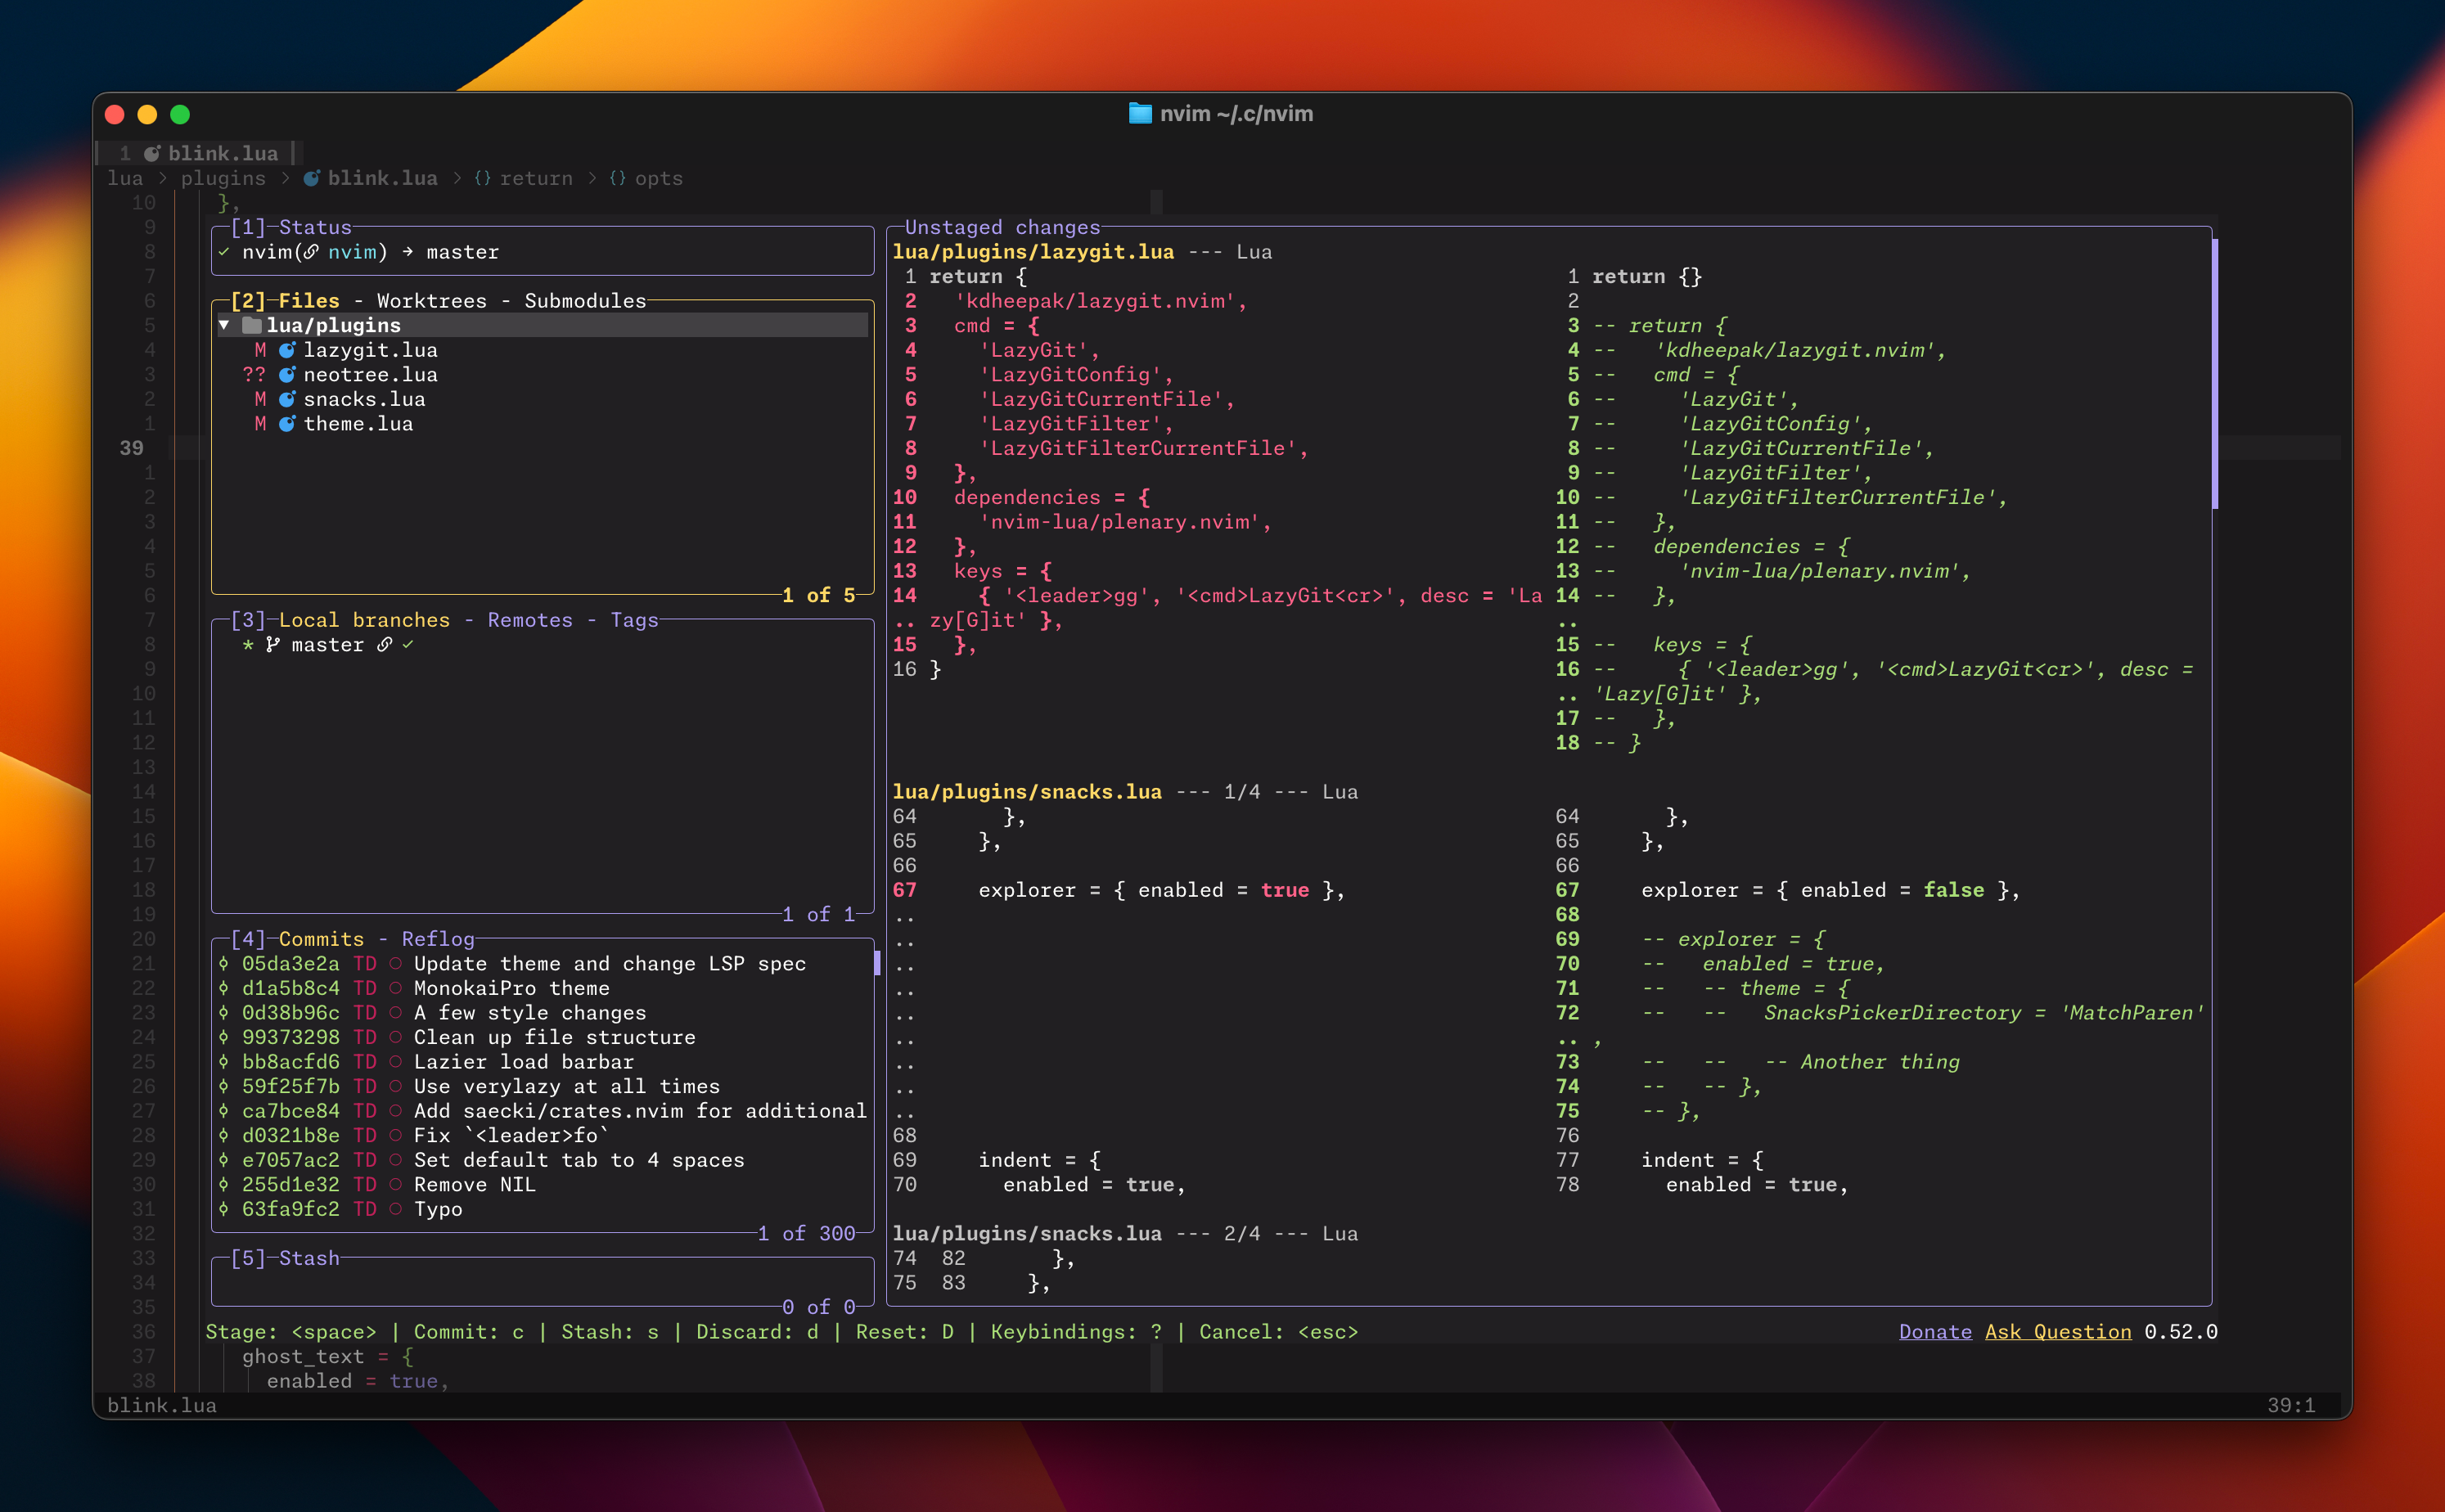 nvim ~/.c/nvim
1 blink.lua
lua > plugins > blink.lua > {} return > {} opts
10 },
9
8
7
6
5
4
3
2
1
39
1
2
3
4
5
6
7
8
9
10
11
12
13
14
15
16
17
18
19
20
21
22
23
24
25
26
27
28
29
30
31
32
33
34
35
36
[1]─Status
✓ nvim(nvim) → master
[2]─Files - Worktrees - Submodules
▼ lua/plugins
M lazygit.lua
?? neotree.lua
M snacks.lua
M theme.lua
1 of 5
[3]─Local branches - Remotes - Tags
* master ✓
1 of 1
[4]─Commits - Reflog
05da3e2a TD ○ Update theme and change LSP spec
d1a5b8c4 TD ○ MonokaiPro theme
0d38b96c TD ○ A few style changes
99373298 TD ○ Clean up file structure
bb8acfd6 TD ○ Lazier load barbar
59f25f7b TD ○ Use verylazy at all times
ca7bce84 TD ○ Add saecki/crates.nvim for additional
d0321b8e TD ○ Fix `<leader>fo`
e7057ac2 TD ○ Set default tab to 4 spaces
255d1e32 TD ○ Remove NIL
63fa9fc2 TD ○ Typo
1 of 300
[5]─Stash
0 of 0
Unstaged changes
lua/plugins/lazygit.lua --- Lua
1 return {
2   'kdheepak/lazygit.nvim',
3   cmd = {
4     'LazyGit',
5     'LazyGitConfig',
6     'LazyGitCurrentFile',
7     'LazyGitFilter',
8     'LazyGitFilterCurrentFile',
9   },
10   dependencies = {
11     'nvim-lua/plenary.nvim',
12   },
13   keys = {
14     { '<leader>gg', '<cmd>LazyGit<cr>', desc = 'La
.. zy[G]it' },
15   },
16 }
1 return {}
2
3 -- return {
4 --   'kdheepak/lazygit.nvim',
5 --   cmd = {
6 --     'LazyGit',
7 --     'LazyGitConfig',
8 --     'LazyGitCurrentFile',
9 --     'LazyGitFilter',
10 --     'LazyGitFilterCurrentFile',
11 --   },
12 --   dependencies = {
13 --     'nvim-lua/plenary.nvim',
14 --   },
..
15 --   keys = {
16 --     { '<leader>gg', '<cmd>LazyGit<cr>', desc =
.. 'Lazy[G]it' },
17 --   },
18 -- }
lua/plugins/snacks.lua --- 1/4 --- Lua
64       },
65     },
66
67     explorer = { enabled = true },
..
..
..
..
..
..
..
..
..
68
69     indent = {
70       enabled = true,
64       },
65     },
66
67     explorer = { enabled = false },
68
69     -- explorer = {
70     --   enabled = true,
71     --   -- theme = {
72     --   --   SnacksPickerDirectory = 'MatchParen'
.. ,
73     --   --   -- Another thing
74     --   -- },
75     -- },
76
77     indent = {
78       enabled = true,
lua/plugins/snacks.lua --- 2/4 --- Lua
74  82       },
75  83     },
Stage: <space> | Commit: c | Stash: s | Discard: d | Reset: D | Keybindings: ? | Cancel: <esc>
Donate Ask Question 0.52.0
37 ghost_text = {
38 enabled = true,
blink.lua
39:1